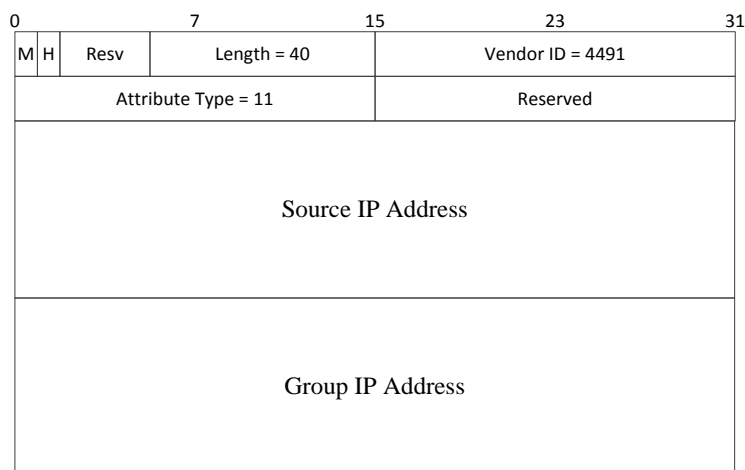 0 7 15 23 31
M H Resv Length = 40 Vendor ID = 4491
Attribute Type = 11 Reserved
Source IP Address
Group IP Address